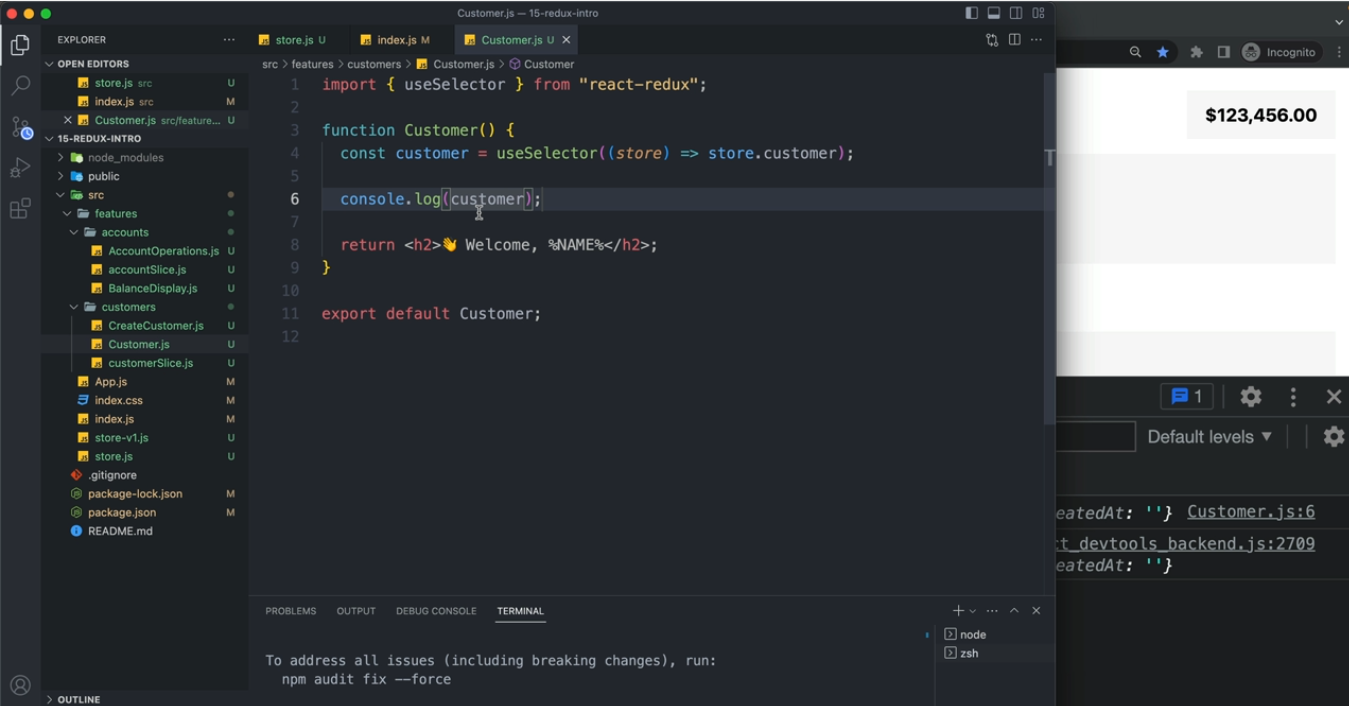 Customer.js — 15-redux-intro
EXPLORER
OPEN EDITORS
store.js src U
index.js src M
Customer.js src/feature... U
15-REDUX-INTRO
node_modules
public
src
features
accounts
AccountOperations.js U
accountSlice.js U
BalanceDisplay.js U
customers
CreateCustomer.js U
Customer.js U
customerSlice.js U
App.js M
index.css M
index.js M
store-v1.js U
store.js U
.gitignore
package-lock.json M
package.json M
README.md
OUTLINE
store.js U index.js M Customer.js U
src > features > customers > Customer.js > Customer
1 import { useSelector } from "react-redux";
2
3 function Customer() {
4 const customer = useSelector((store) => store.customer);
5
6 console.log(customer);
7
8 return <h2>👋 Welcome, %NAME%</h2>;
9 }
10
11 export default Customer;
12
PROBLEMS OUTPUT DEBUG CONSOLE TERMINAL
To address all issues (including breaking changes), run:
npm audit fix --force
node
zsh
Incognito
$123,456.00
T
1
Default levels ▼
eatedAt: ''} Customer.js:6
ct_devtools_backend.js:2709
eatedAt: ''}